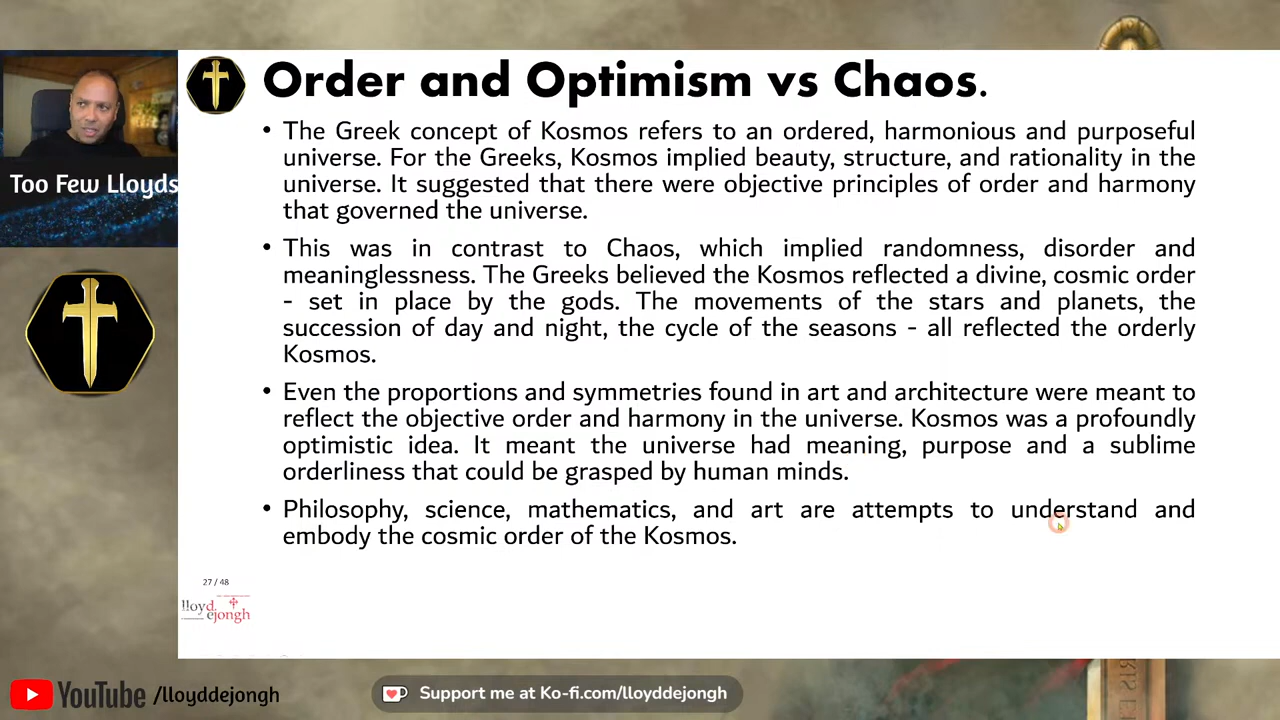 Order and Optimism vs Chaos.
• The Greek concept of Kosmos refers to an ordered, harmonious and purposeful
universe. For the Greeks, Kosmos implied beauty, structure, and rationality in the
universe. It suggested that there were objective principles of order and harmony
that governed the universe.
• This was in contrast to Chaos, which implied randomness, disorder and
meaninglessness. The Greeks believed the Kosmos reflected a divine, cosmic order
- set in place by the gods. The movements of the stars and planets, the
succession of day and night, the cycle of the seasons - all reflected the orderly
Kosmos.
• Even the proportions and symmetries found in art and architecture were meant to
reflect the objective order and harmony in the universe. Kosmos was a profoundly
optimistic idea. It meant the universe had meaning, purpose and a sublime
orderliness that could be grasped by human minds.
• Philosophy, science, mathematics, and art are attempts to understand and
embody the cosmic order of the Kosmos.
Too Few Lloyds
27 / 48
lloyd
ejongh
YouTube /lloyddejongh
Support me at Ko-fi.com/lloyddejongh